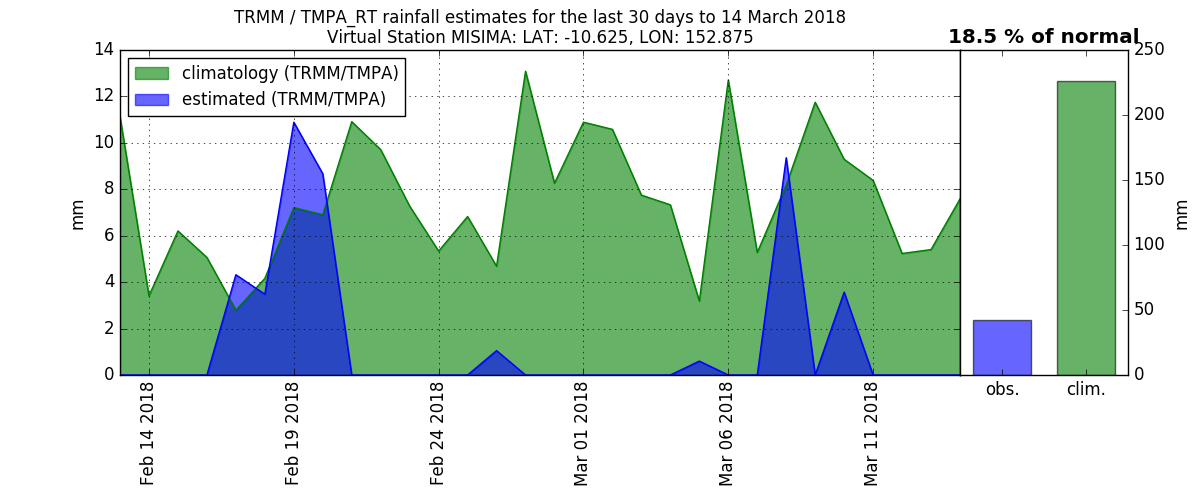 TRMM / TMPA_RT rainfall estimates for the last 30 days to 14 March 2018
Virtual Station MISIMA: LAT: -10.625, LON: 152.875
18.5 % of normal
climatology (TRMM/TMPA)
estimated (TRMM/TMPA)
14
12
10
8
6
4
2
0
mm
Feb 14 2018
Feb 19 2018
Feb 24 2018
Mar 01 2018
Mar 06 2018
Mar 11 2018
250
200
150
100
50
0
mm
obs.
clim.